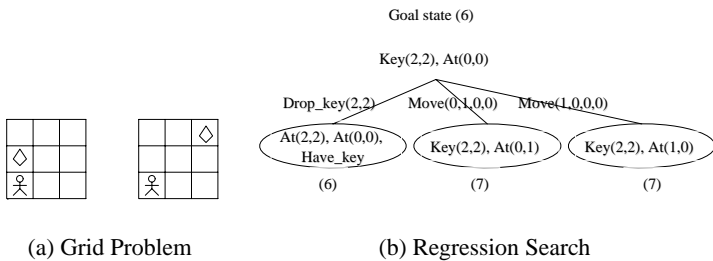 Goal state (6)
Key(2,2), At(0,0)
Drop_key(2,2) Move(0,1,0,0) Move(1,0,0,0)
At(2,2), At(0,0),
Have_key
Key(2,2), At(0,1)
Key(2,2), At(1,0)
(6) (7) (7)
(a) Grid Problem
(b) Regression Search